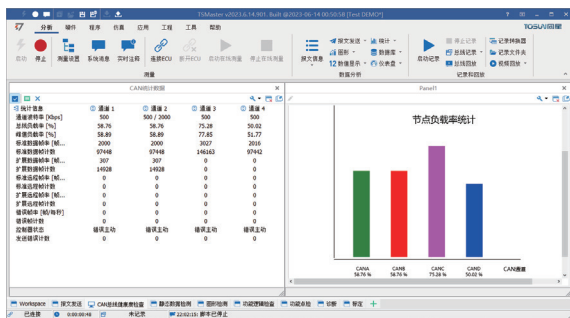 TSMaster v2023.6.14.901. Built @2023-06-14 00:50:58 [Test DEMO*]
分析 硬件 程序 仿真 应用 工程 工具 帮助
TOSUN同星
启动 停止 测量设置 系统消息 实时注释 连接ECU 断开ECU 启动在线测量 停止在线测量
测量
报文信息
报文发送 统计
图形 数据库
数值显示 仪表盘
数据分析
启动记录
停止记录 记录转换器
总线记录 记录文件夹
总线回放 视频回放
记录和回放
CAN统计数据
统计信息 通道 1 通道 2 通道 3 通道 4
通道波特率 [Kbps] 500 500 / 2000 500 500
总线负载率 [%] 58.76 58.76 75.28 50.02
峰值负载率 [%] 58.89 58.89 77.85 51.77
标准数据帧率 [帧... 2000 2000 3027 2016
标准数据帧计数 97448 97448 146163 97442
扩展数据帧率 [帧... 307 307 0 0
扩展数据帧计数 14928 14928 0 0
标准远程帧率 [帧... 0 0 0 0
标准远程帧计数 0 0 0 0
扩展远程帧率 [帧... 0 0 0 0
扩展远程帧计数 0 0 0 0
错误帧率 [帧/每秒] 0 0 0 0
错误帧计数 0 0 0 0
控制器状态 错误主动 错误主动 错误主动 错误主动
发送错误计数 0 0 0 0
Panel1
节点负载率统计
CANA CANB CANC CAND CAN通道
58.76 % 58.76 % 75.28 % 50.02 %
Workspace 报文发送 CAN总线健康度检查 静态数据检测 图形检测 功能逻辑检查 功能点检 诊断 标定
已连接 0:00:00:48 未记录 22:02:15: 脚本已停止